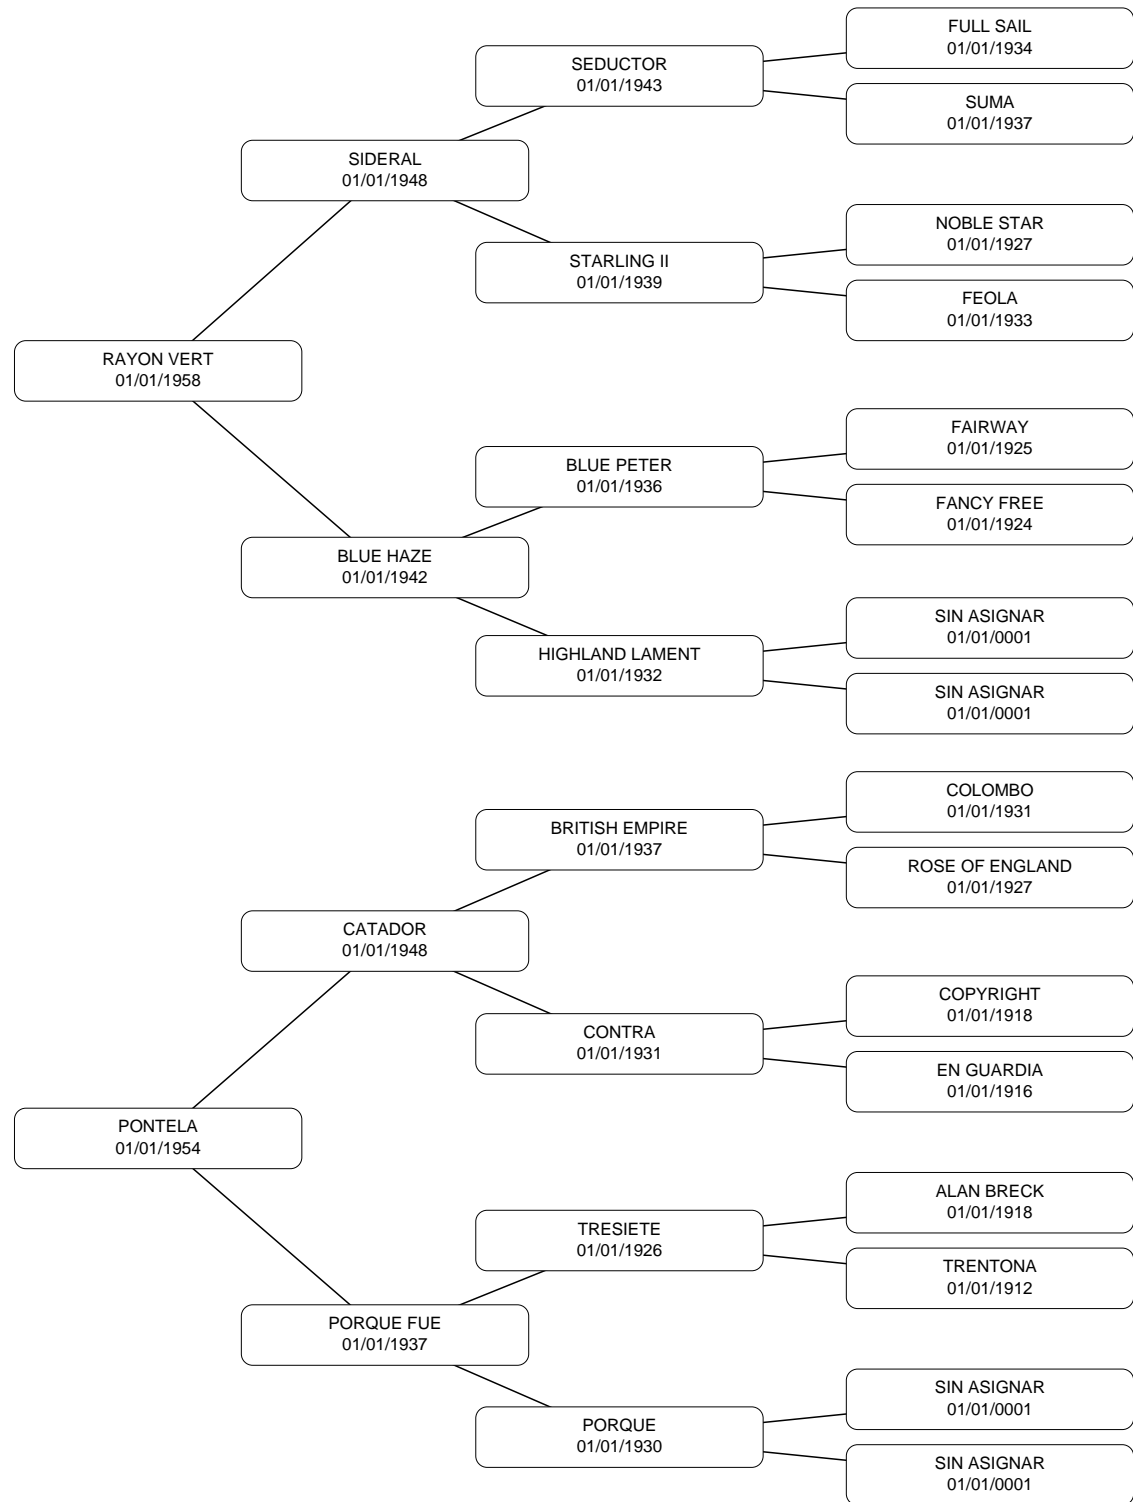 FULL SAIL
01/01/1934
SEDUCTOR
01/01/1943
SUMA
01/01/1937
SIDERAL
01/01/1948
NOBLE STAR
01/01/1927
STARLING II
01/01/1939
FEOLA
01/01/1933
RAYON VERT
01/01/1958
FAIRWAY
01/01/1925
BLUE PETER
01/01/1936
FANCY FREE
01/01/1924
BLUE HAZE
01/01/1942
SIN ASIGNAR
01/01/0001
HIGHLAND LAMENT
01/01/1932
SIN ASIGNAR
01/01/0001
COLOMBO
01/01/1931
BRITISH EMPIRE
01/01/1937
ROSE OF ENGLAND
01/01/1927
CATADOR
01/01/1948
COPYRIGHT
01/01/1918
CONTRA
01/01/1931
EN GUARDIA
01/01/1916
PONTELA
01/01/1954
ALAN BRECK
01/01/1918
TRESIETE
01/01/1926
TRENTONA
01/01/1912
PORQUE FUE
01/01/1937
SIN ASIGNAR
01/01/0001
PORQUE
01/01/1930
SIN ASIGNAR
01/01/0001